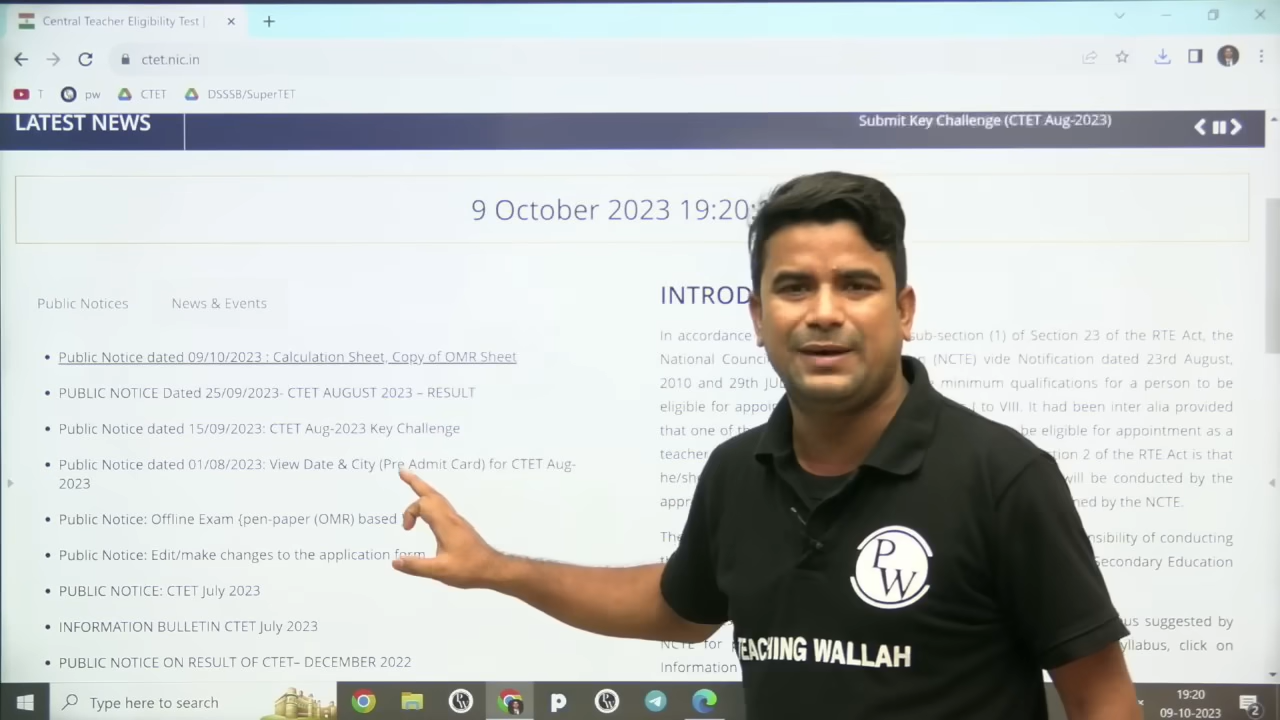 Central Teacher Eligibility Test |
ctet.nic.in
T pw CTET DSSSB/SuperTET
LATEST NEWS
Submit Key Challenge (CTET Aug-2023)
9 October 2023 19:20:
Public Notices News & Events
Public Notice dated 09/10/2023 : Calculation Sheet, Copy of OMR Sheet
PUBLIC NOTICE Dated 25/09/2023- CTET AUGUST 2023 – RESULT
Public Notice dated 15/09/2023: CTET Aug-2023 Key Challenge
Public Notice dated 01/08/2023: View Date & City (Pre Admit Card) for CTET Aug-
2023
Public Notice: Offline Exam {pen-paper (OMR) based
Public Notice: Edit/make changes to the application form
PUBLIC NOTICE: CTET July 2023
INFORMATION BULLETIN CTET July 2023
PUBLIC NOTICE ON RESULT OF CTET– DECEMBER 2022
INTROD
In accordance sub-section (1) of Section 23 of the RTE Act, the
National Counc (NCTE) vide Notification dated 23rd August,
2010 and 29th minimum qualifications for a person to be
eligible for appoi I to VIII. It had been inter alia provided
that one of th be eligible for appointment as a
teacher ction 2 of the RTE Act is that
he/she will be conducted by the
appr ned by the NCTE.
The nsibility of conducting
Secondary Education
us suggested by
NCTE for yllabus, click on
Information
PW
TEACHING WALLAH
Type here to search
19:20
09-10-2023
2